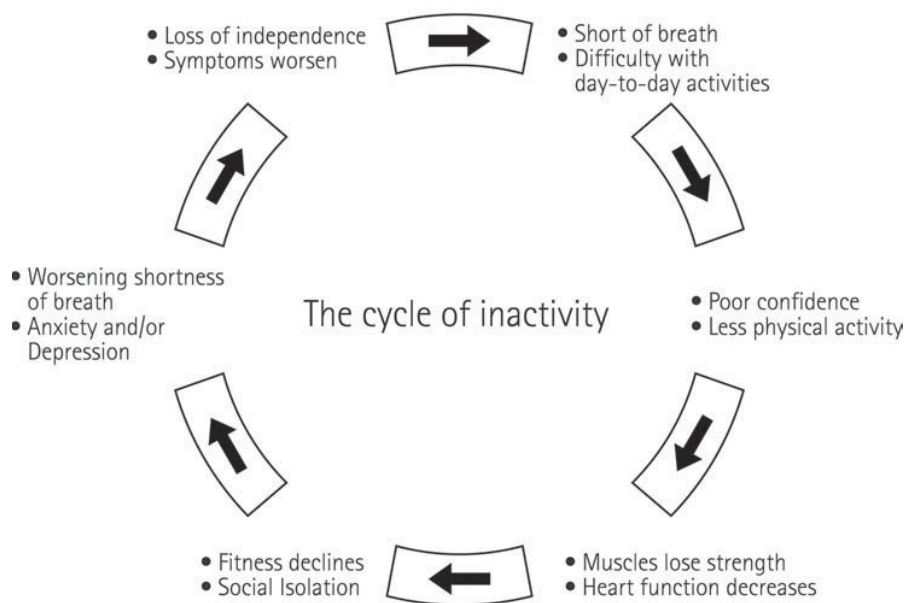 • Loss of independence
• Symptoms worsen
• Short of breath
• Difficulty with
day-to-day activities
• Poor confidence
• Less physical activity
• Muscles lose strength
• Heart function decreases
• Fitness declines
• Social Isolation
• Worsening shortness
of breath
• Anxiety and/or
Depression
The cycle of inactivity